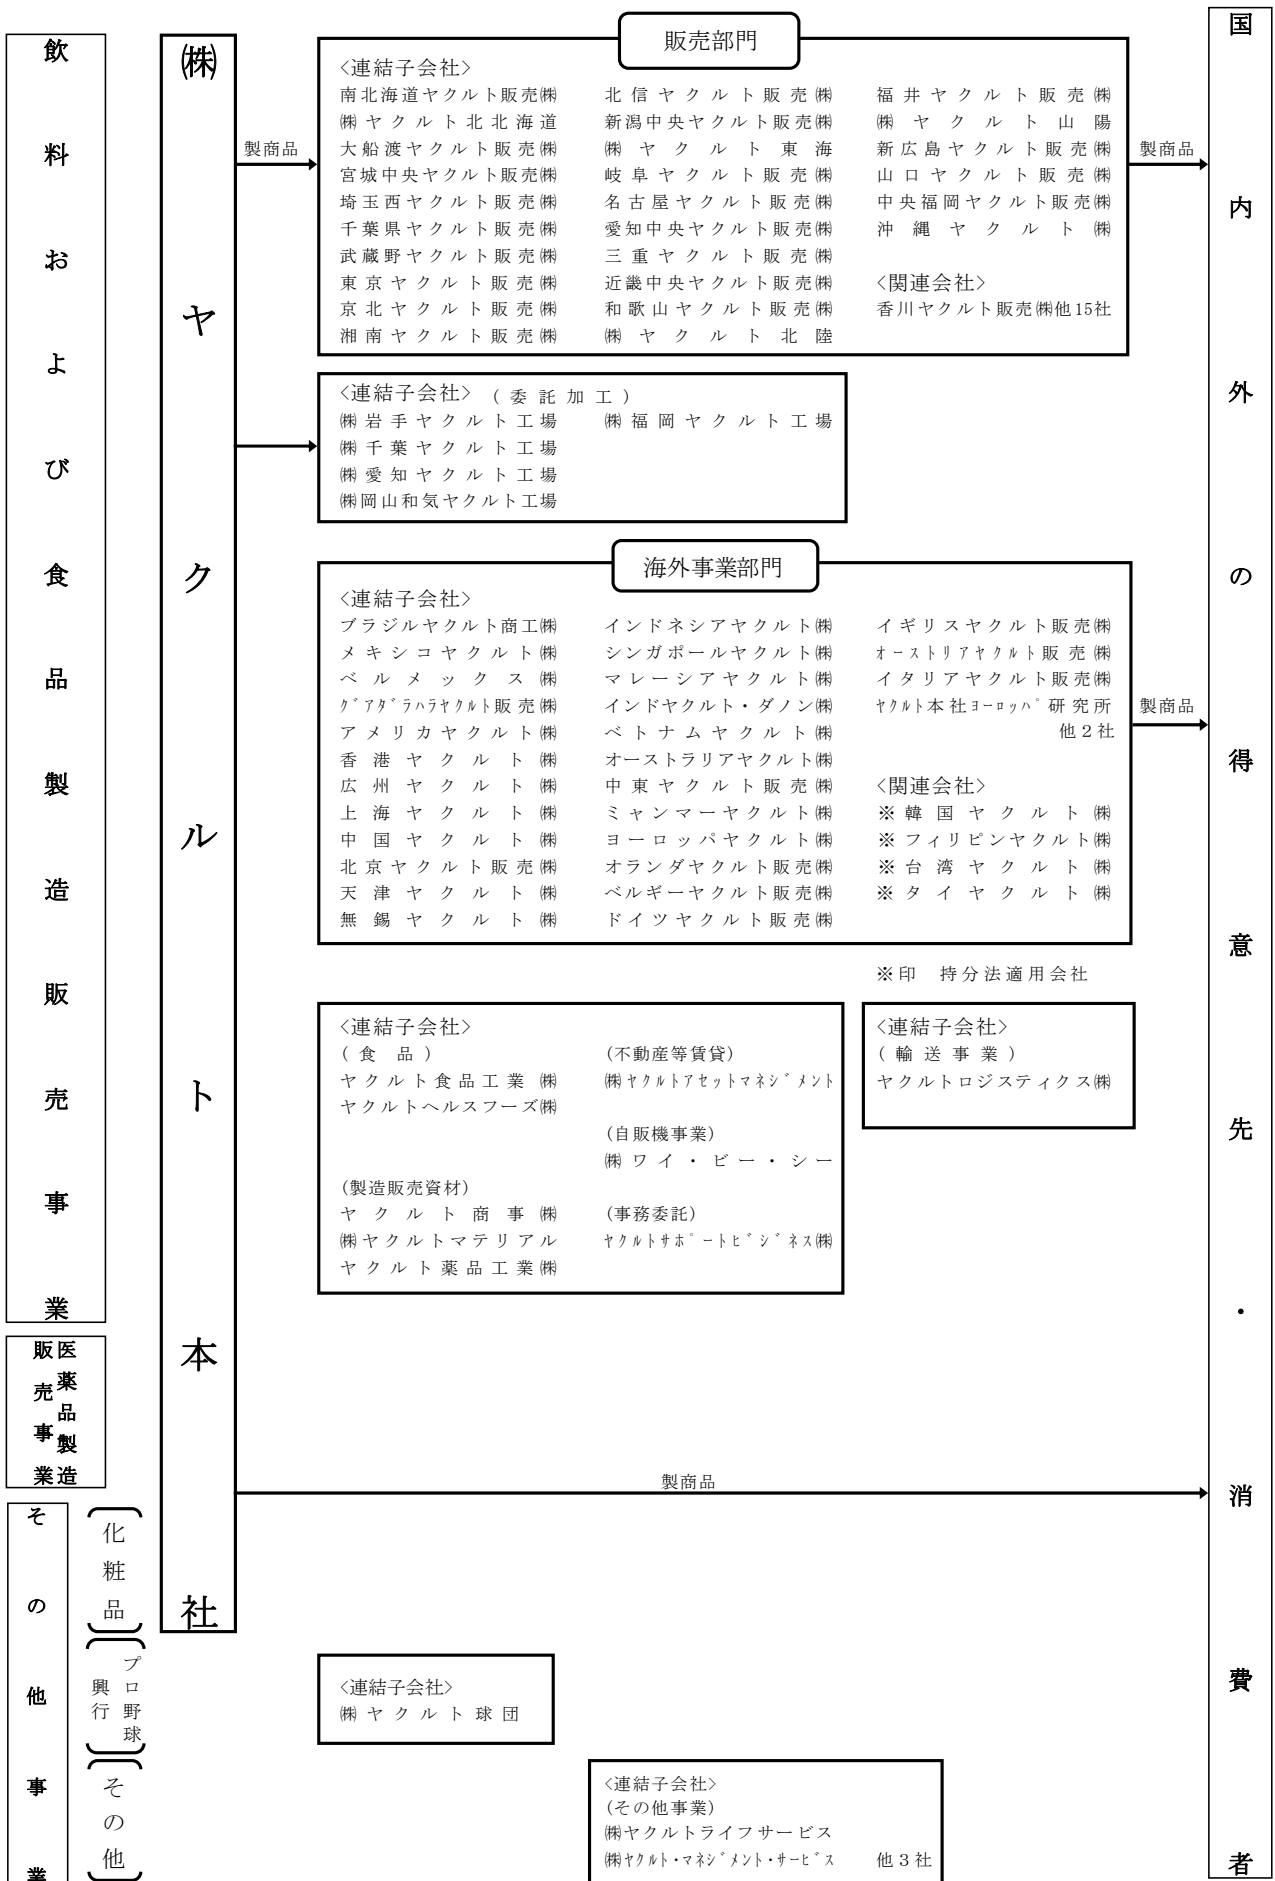 飲料および食品製造販売事業
医薬品製造
販売事業
その他事業
化粧品
プロ野球
興行
その他
㈱ヤクルト本社
製商品
販売部門
<連結子会社>
南北海道ヤクルト販売㈱
㈱ヤクルト北北海道
大船渡ヤクルト販売㈱
宮城中央ヤクルト販売㈱
埼玉西ヤクルト販売㈱
千葉県ヤクルト販売㈱
武蔵野ヤクルト販売㈱
東京ヤクルト販売㈱
京北ヤクルト販売㈱
湘南ヤクルト販売㈱
北信ヤクルト販売㈱
新潟中央ヤクルト販売㈱
㈱ヤクルト東海
岐阜ヤクルト販売㈱
名古屋ヤクルト販売㈱
愛知中央ヤクルト販売㈱
三重ヤクルト販売㈱
近畿中央ヤクルト販売㈱
和歌山ヤクルト販売㈱
㈱ヤクルト北陸
福井ヤクルト販売㈱
㈱ヤクルト山陽
新広島ヤクルト販売㈱
山口ヤクルト販売㈱
中央福岡ヤクルト販売㈱
沖縄ヤクルト㈱
<関連会社>
香川ヤクルト販売㈱他15社
製商品
<連結子会社> (委託加工)
㈱岩手ヤクルト工場
㈱千葉ヤクルト工場
㈱愛知ヤクルト工場
㈱岡山和気ヤクルト工場
㈱福岡ヤクルト工場
海外事業部門
<連結子会社>
ブラジルヤクルト商工㈱
メキシコヤクルト㈱
ベルメックス㈱
グアダラハラヤクルト販売㈱
アメリカヤクルト㈱
香港ヤクルト㈱
広州ヤクルト㈱
上海ヤクルト㈱
中国ヤクルト㈱
北京ヤクルト販売㈱
天津ヤクルト㈱
無錫ヤクルト㈱
インドネシアヤクルト㈱
シンガポールヤクルト㈱
マレーシアヤクルト㈱
インドヤクルト・ダノン㈱
ベトナムヤクルト㈱
オーストラリアヤクルト㈱
中東ヤクルト販売㈱
ミャンマーヤクルト㈱
ヨーロッパヤクルト㈱
オランダヤクルト販売㈱
ベルギーヤクルト販売㈱
ドイツヤクルト販売㈱
イギリスヤクルト販売㈱
オーストリアヤクルト販売㈱
イタリアヤクルト販売㈱
ヤクルト本社ヨーロッパ研究所
他2社
<関連会社>
※韓国ヤクルト㈱
※フィリピンヤクルト㈱
※台湾ヤクルト㈱
※タイヤクルト㈱
製商品
※印 持分法適用会社
<連結子会社>
(食品)
ヤクルト食品工業㈱
ヤクルトヘルスフーズ㈱
(製造販売資材)
ヤクルト商事㈱
㈱ヤクルトマテリアル
ヤクルト薬品工業㈱
(不動産等賃貸)
㈱ヤクルトアセットマネジメント
(自販機事業)
㈱ワイ・ビー・シー
(事務委託)
ヤクルトサポートビジネス㈱
<連結子会社>
(輸送事業)
ヤクルトロジスティクス㈱
製商品
<連結子会社>
㈱ヤクルト球団
<連結子会社>
(その他事業)
㈱ヤクルトライフサービス
㈱ヤクルト・マネジメント・サービス 他3社
国内外の得意先・消費者